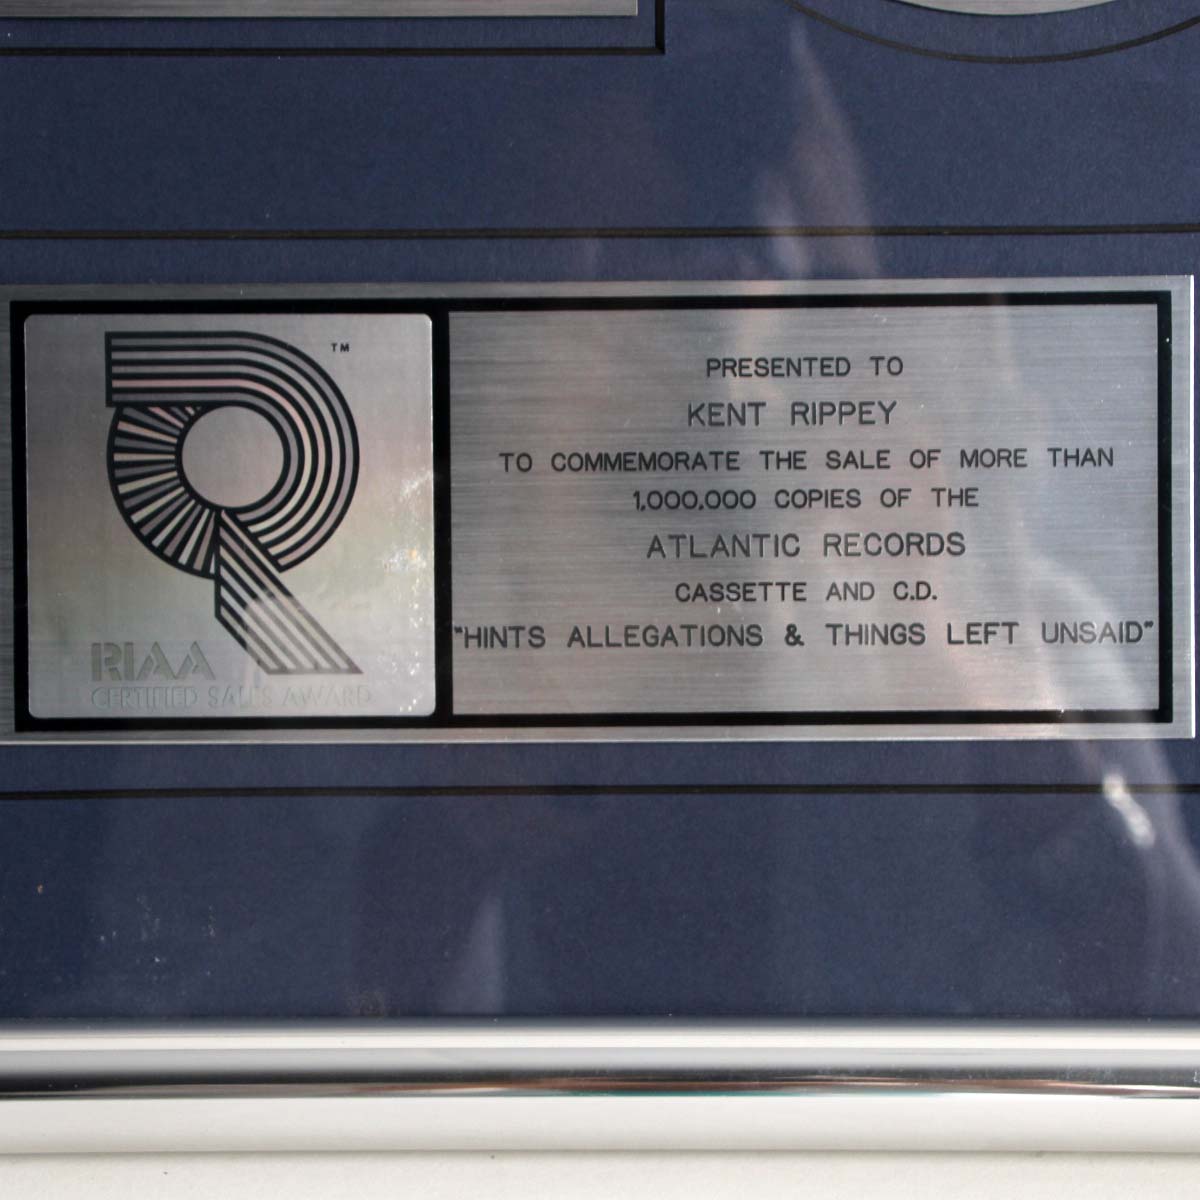 TM
RIAA
CERTIFIED SALES AWARD
PRESENTED TO
KENT RIPPEY
TO COMMEMORATE THE SALE OF MORE THAN
1,000,000 COPIES OF THE
ATLANTIC RECORDS
CASSETTE AND C.D.
"HINTS ALLEGATIONS & THINGS LEFT UNSAID"